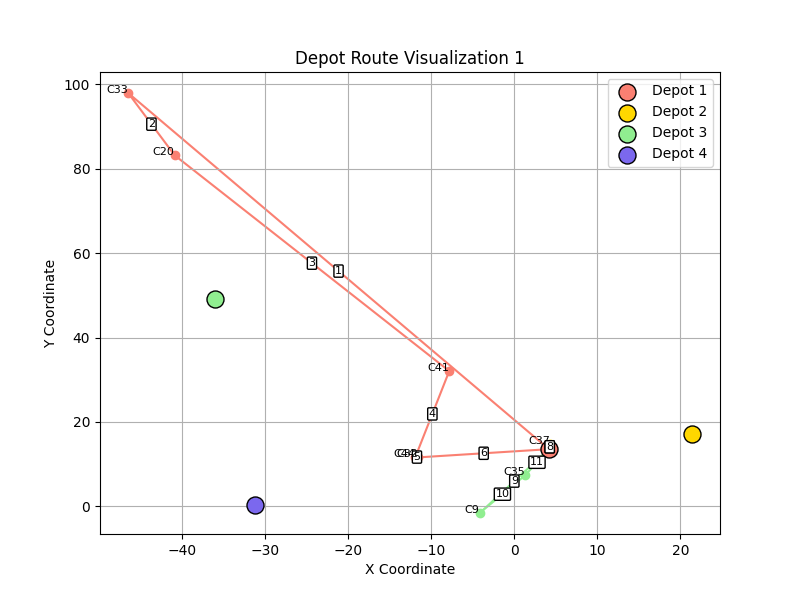 Depot Route Visualization 1
Depot 1
Depot 2
Depot 3
Depot 4
Y Coordinate
100
80
60
40
20
0
C33
2
C20
3
1
C41
4
5
6
C37
8
11
C35
9
10
C9
−40
−30
−20
−10
0
10
20
X Coordinate